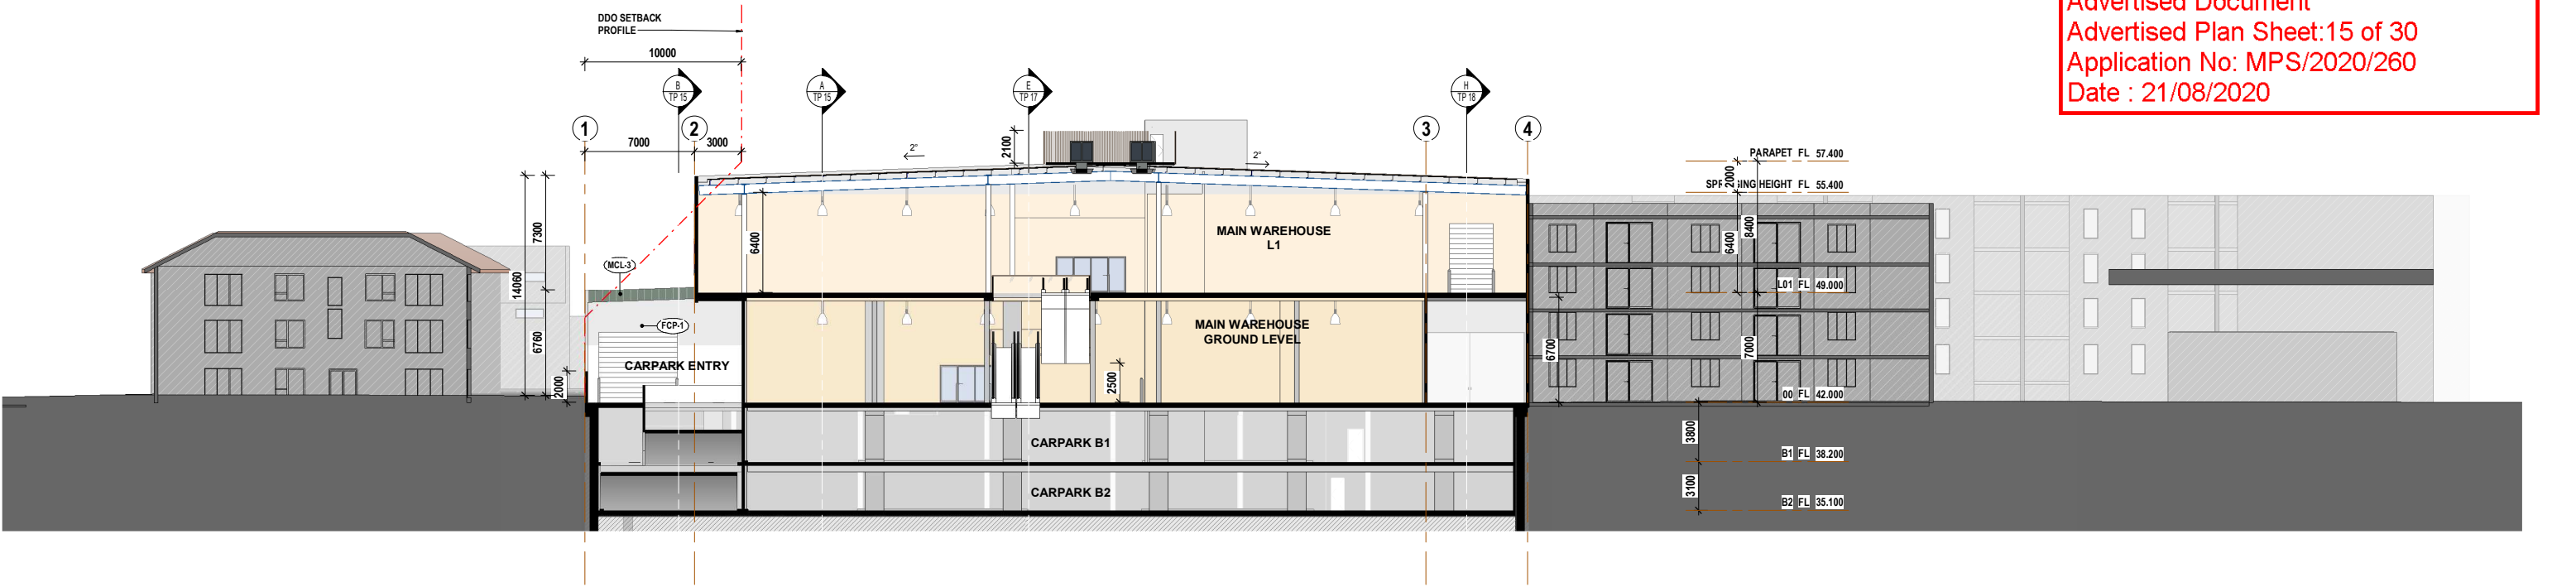 Advertised Document
Advertised Plan Sheet:15 of 30
Application No: MPS/2020/260
Date : 21/08/2020
DDO SETBACK
PROFILE
10000
B
TP 15
A
TP 15
E
TP 17
H
TP 18
1
2
3
4
7000
3000
2100
2°
2°
PARAPET FL 57.400
2000
HEIGHT FL 55.400
14060
7300
6400
MAIN WAREHOUSE
L1
6400
8400
MCL-3
L01 FL 49.000
FCP-1
MAIN WAREHOUSE
GROUND LEVEL
6760
6700
7000
CARPARK ENTRY
2000
2500
00 FL 42.000
3800
CARPARK B1
B1 FL 38.200
3100
CARPARK B2
B2 FL 35.100